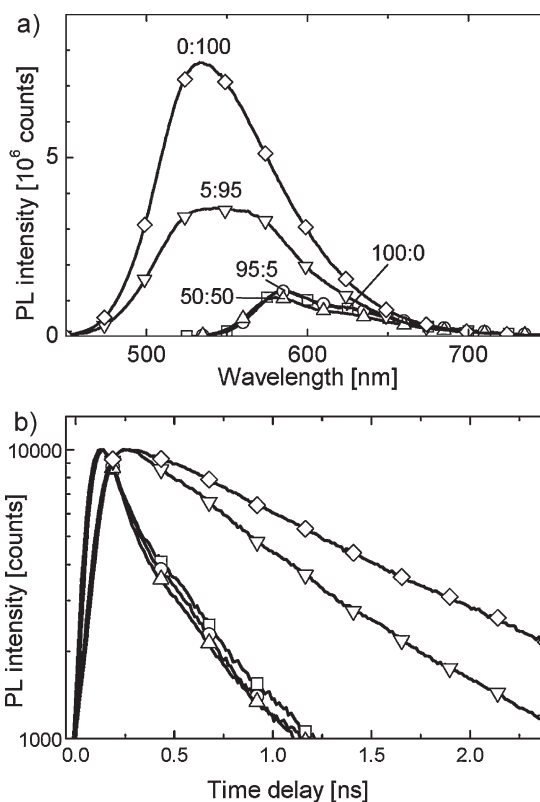 a)
PL intensity [10⁶ counts]
5
0
0:100
5:95
95:5
50:50
100:0
500 600 700
Wavelength [nm]
b)
PL intensity [counts]
10000
1000
0.0 0.5 1.0 1.5 2.0
Time delay [ns]